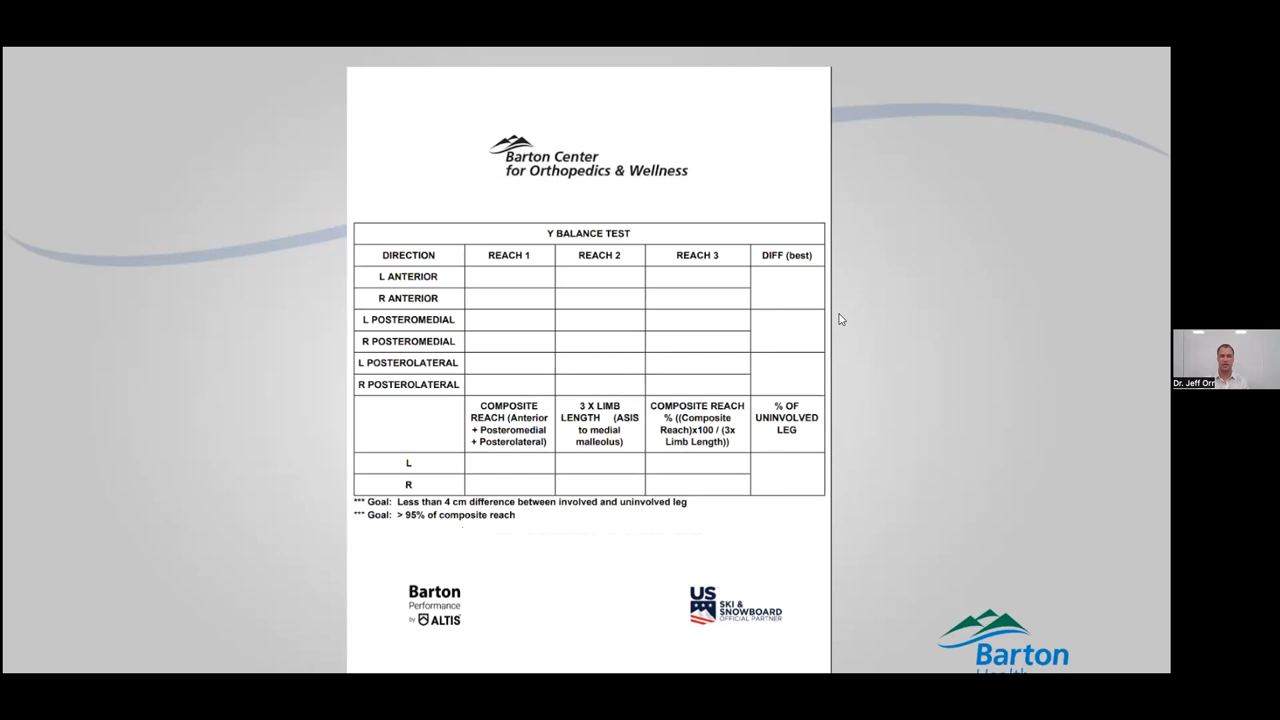 Barton Center
for Orthopedics & Wellness
Y BALANCE TEST
DIRECTION REACH 1 REACH 2 REACH 3 DIFF (best)
L ANTERIOR
R ANTERIOR
L POSTEROMEDIAL
R POSTEROMEDIAL
L POSTEROLATERAL
R POSTEROLATERAL
COMPOSITE REACH (Anterior + Posteromedial + Posterolateral)
3 X LIMB LENGTH (ASIS to medial malleolus)
COMPOSITE REACH % ((Composite Reach)x100 / (3x Limb Length))
% OF UNINVOLVED LEG
L
R
*** Goal: Less than 4 cm difference between involved and uninvolved leg
*** Goal: > 95% of composite reach
Barton
Performance
by ALTIS
US
SKI &
SNOWBOARD
OFFICIAL PARTNER
Barton
Health
Dr. Jeff Orr